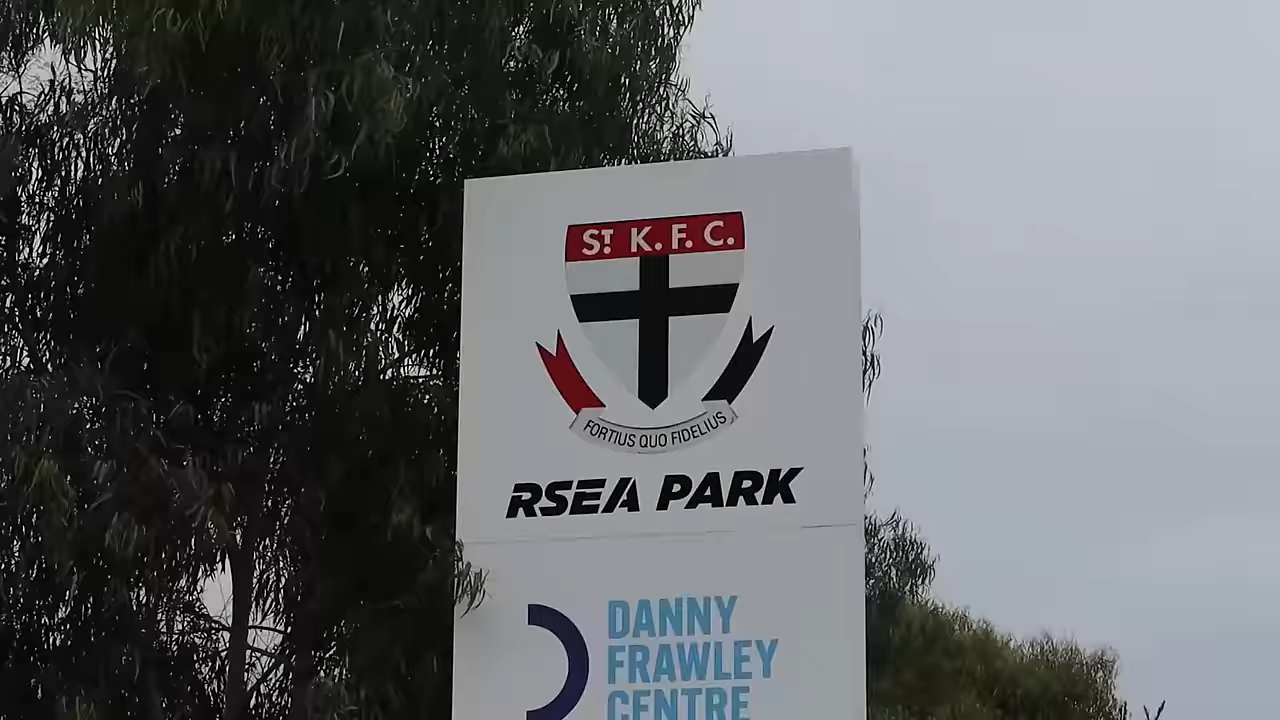 ST. K. F. C.
FORTIUS QUO FIDELIUS
RSEA PARK
DANNY
FRAWLEY
CENTRE